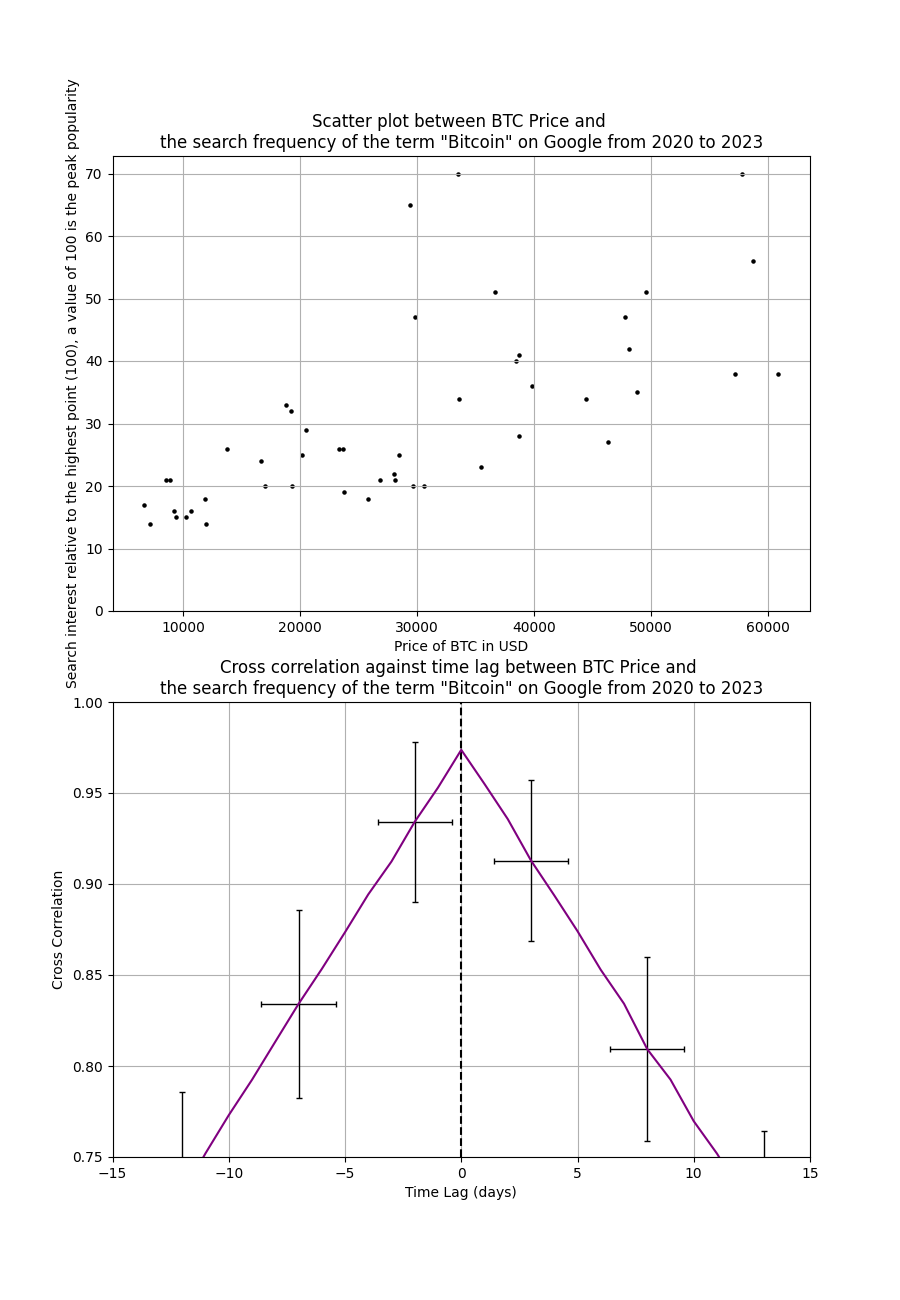 Scatter plot between BTC Price and
the search frequency of the term "Bitcoin" on Google from 2020 to 2023
Search interest relative to the highest point (100), a value of 100 is the peak popularity
70
60
50
40
30
20
10
0
10000 20000 30000 40000 50000 60000
Price of BTC in USD
Cross correlation against time lag between BTC Price and
the search frequency of the term "Bitcoin" on Google from 2020 to 2023
Cross Correlation
1.00
0.95
0.90
0.85
0.80
0.75
−15 −10 −5 0 5 10 15
Time Lag (days)